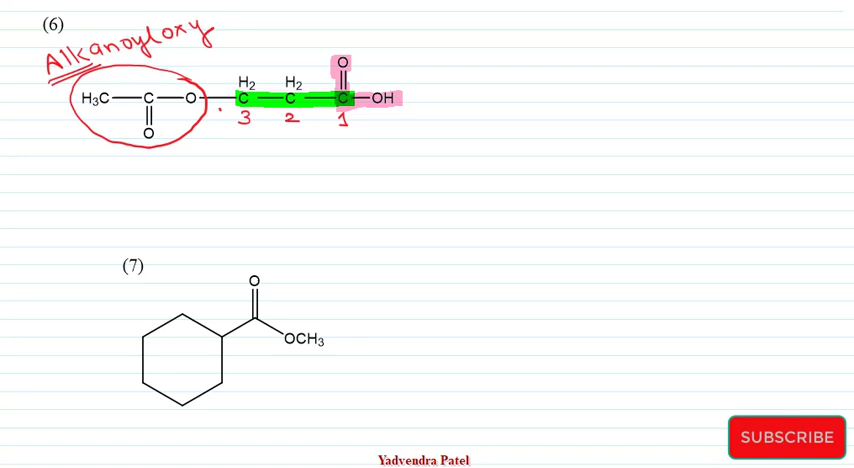 (6)
Alkanoyloxy
O
H2 H2
H3C C O C C C OH
O 3 2 1
(7)
O
OCH3
SUBSCRIBE
Yadvendra Patel